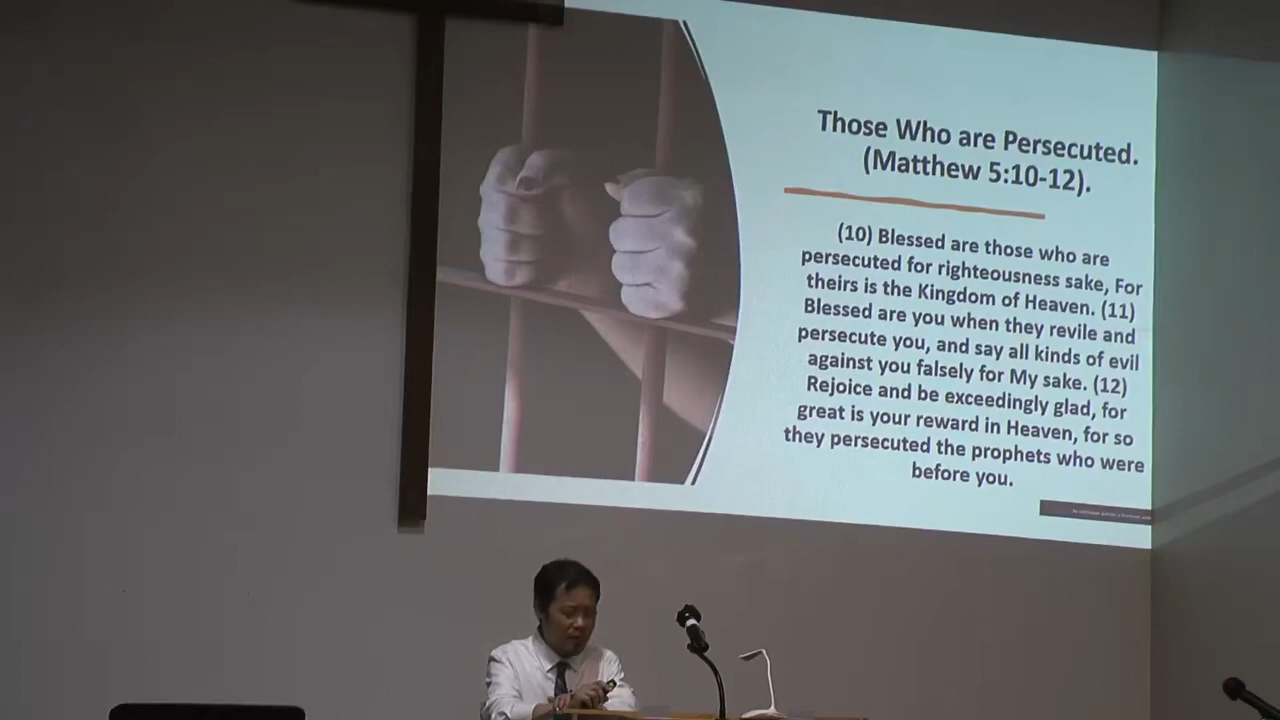 Those Who are Persecuted.
(Matthew 5:10-12).
(10) Blessed are those who are
persecuted for righteousness sake, For
theirs is the Kingdom of Heaven. (11)
Blessed are you when they revile and
persecute you, and say all kinds of evil
against you falsely for My sake. (12)
Rejoice and be exceedingly glad, for
great is your reward in Heaven, for so
they persecuted the prophets who were
before you.